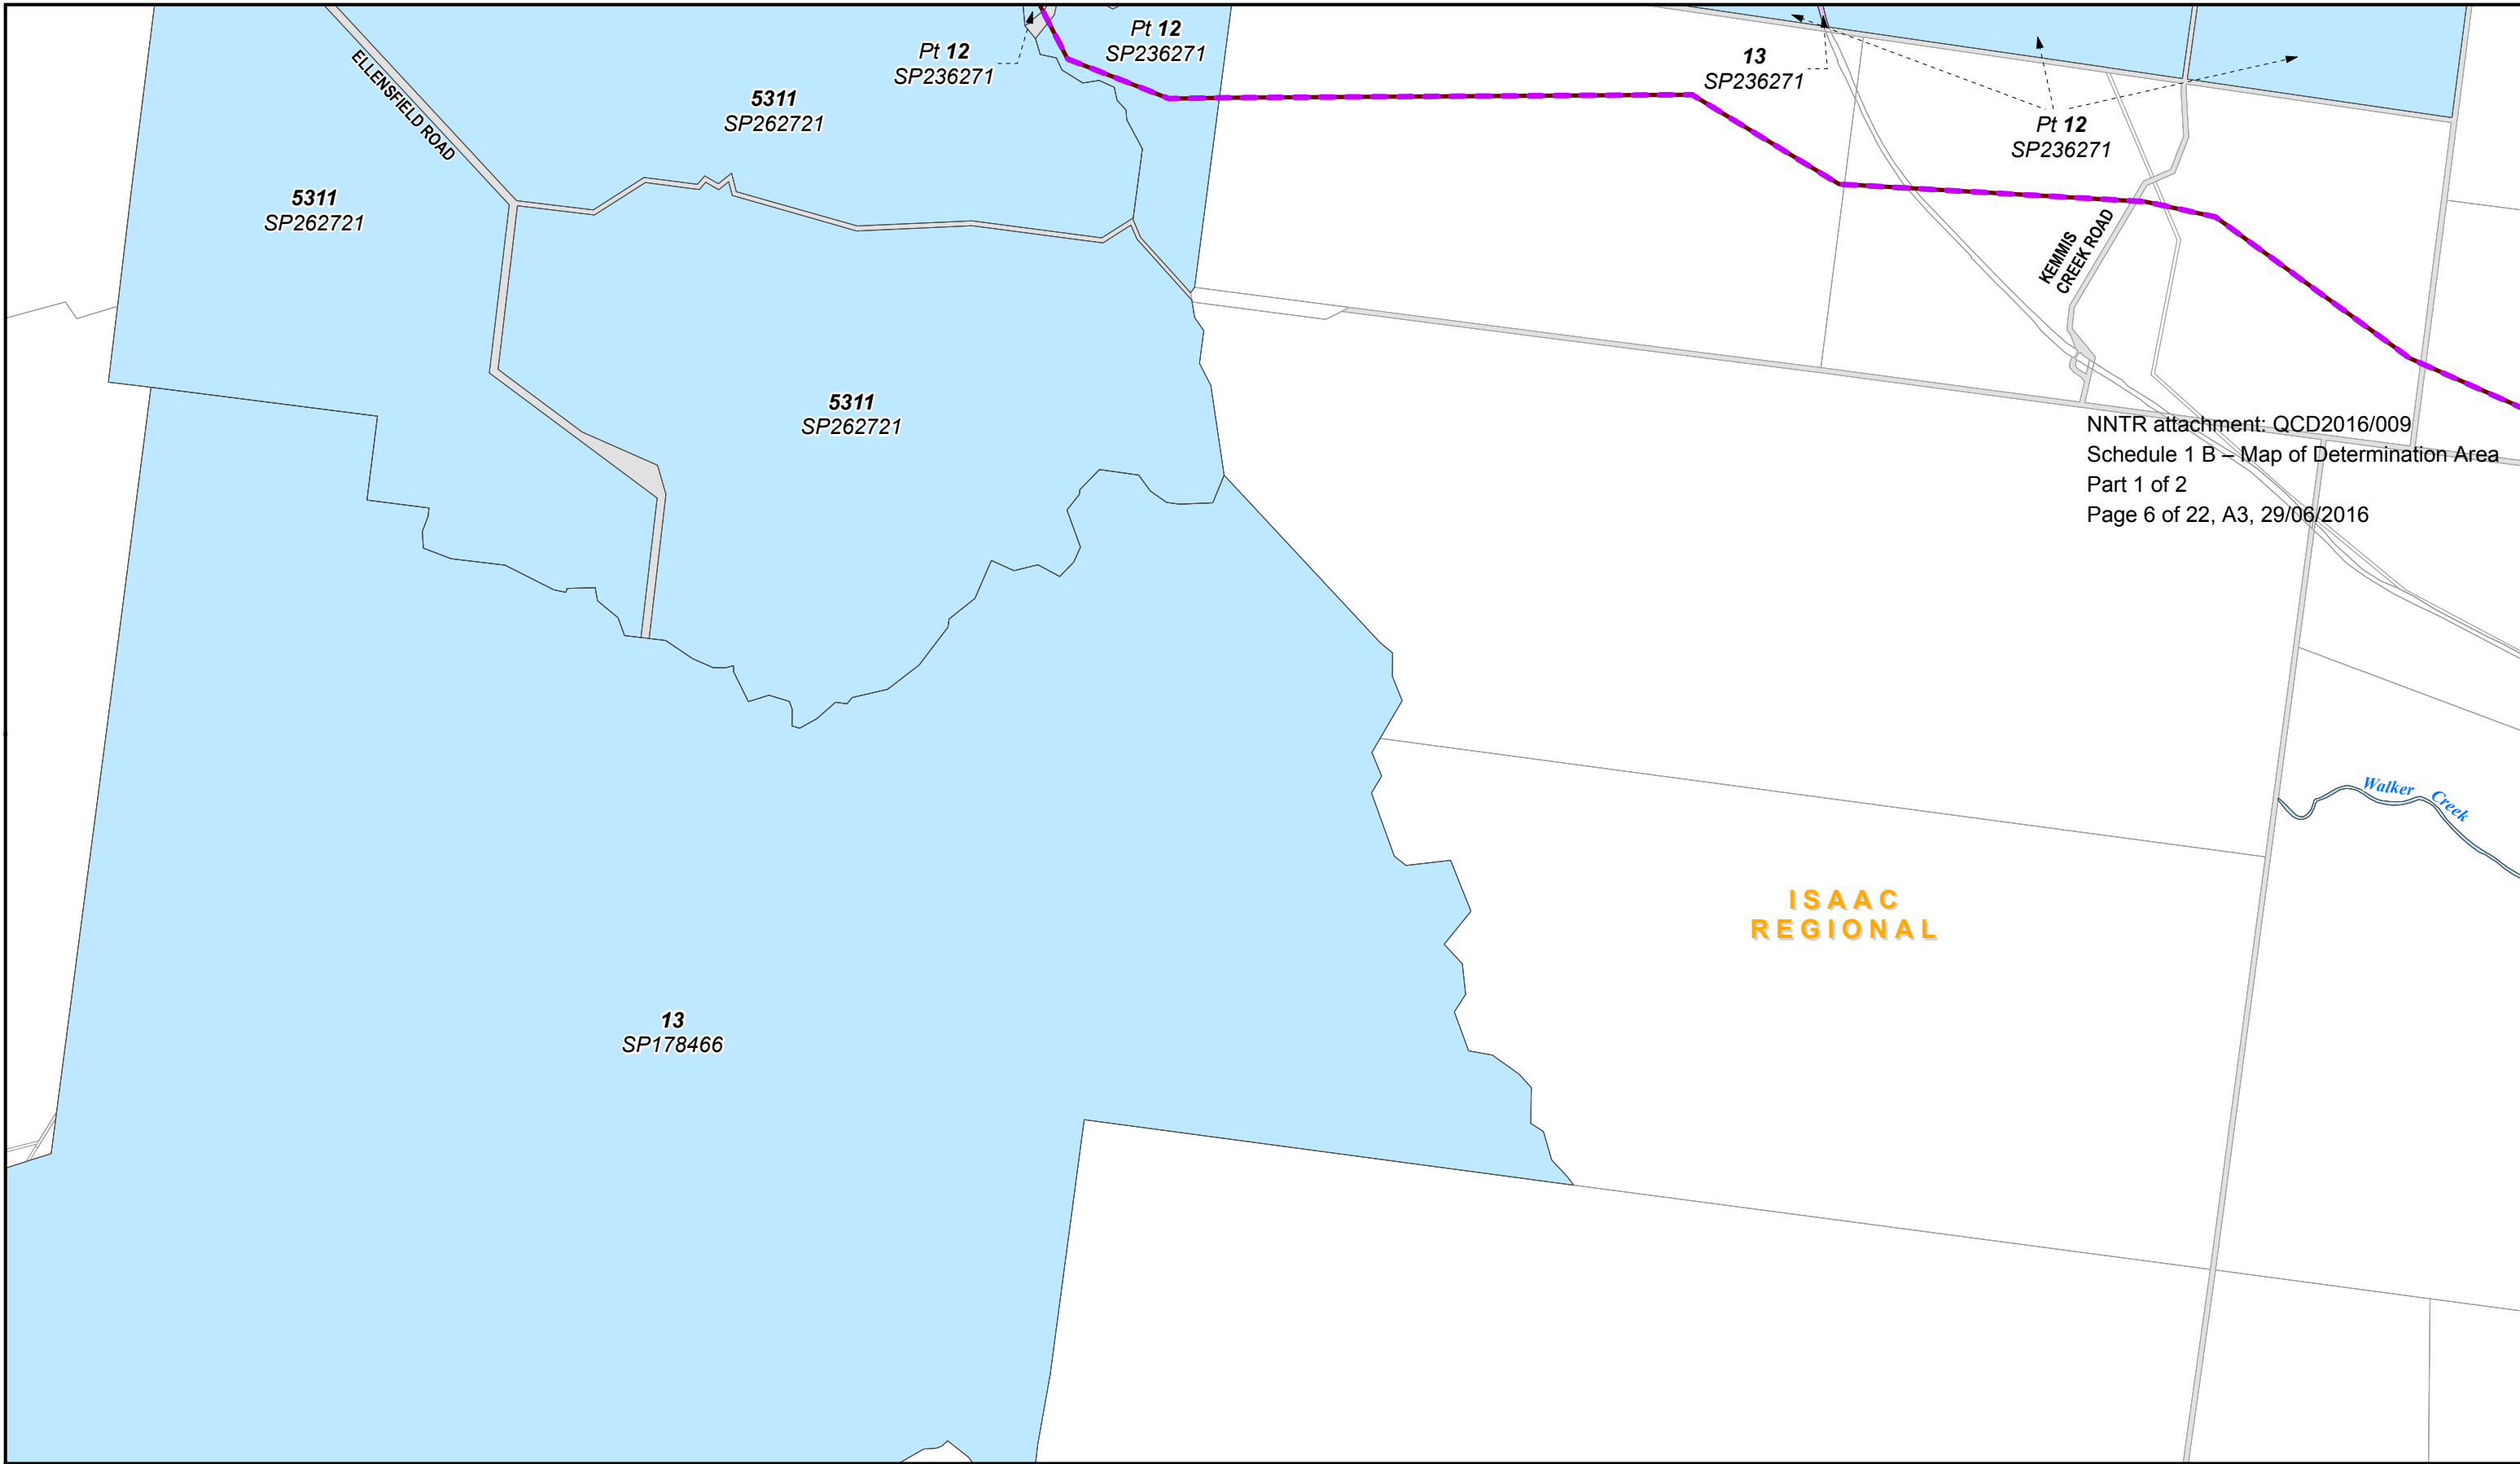 Pt 12
SP236271
Pt 12
SP236271
13
SP236271
5311
SP262721
Pt 12
SP236271
ELLENSFIELD ROAD
5311
SP262721
KEMMIS
CREEK ROAD
5311
SP262721
NNTR attachment: QCD2016/009
Schedule 1 B – Map of Determination Area
Part 1 of 2
Page 6 of 22, A3, 29/06/2016
Walker Creek
ISAAC
REGIONAL
13
SP178466